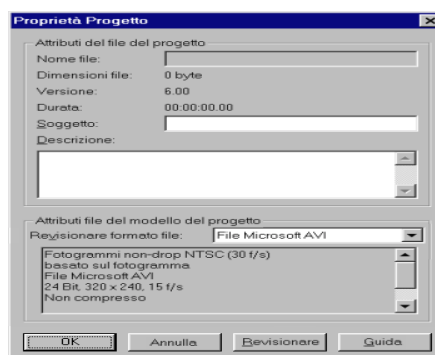 Proprietà Progetto
Attributi del file del progetto
Nome file:
Dimensioni file: 0 byte
Versione: 6.00
Durata: 00:00:00.00
Soggetto:
Descrizione:
Attributi file del modello del progetto
Revisionare formato file: File Microsoft AVI
Fotogrammi non-drop NTSC (30 f/s)
basato sul fotogramma
File Microsoft AVI
24 Bit, 320 x 240, 15 f/s
Non compresso
OK Annulla Revisionare Guida